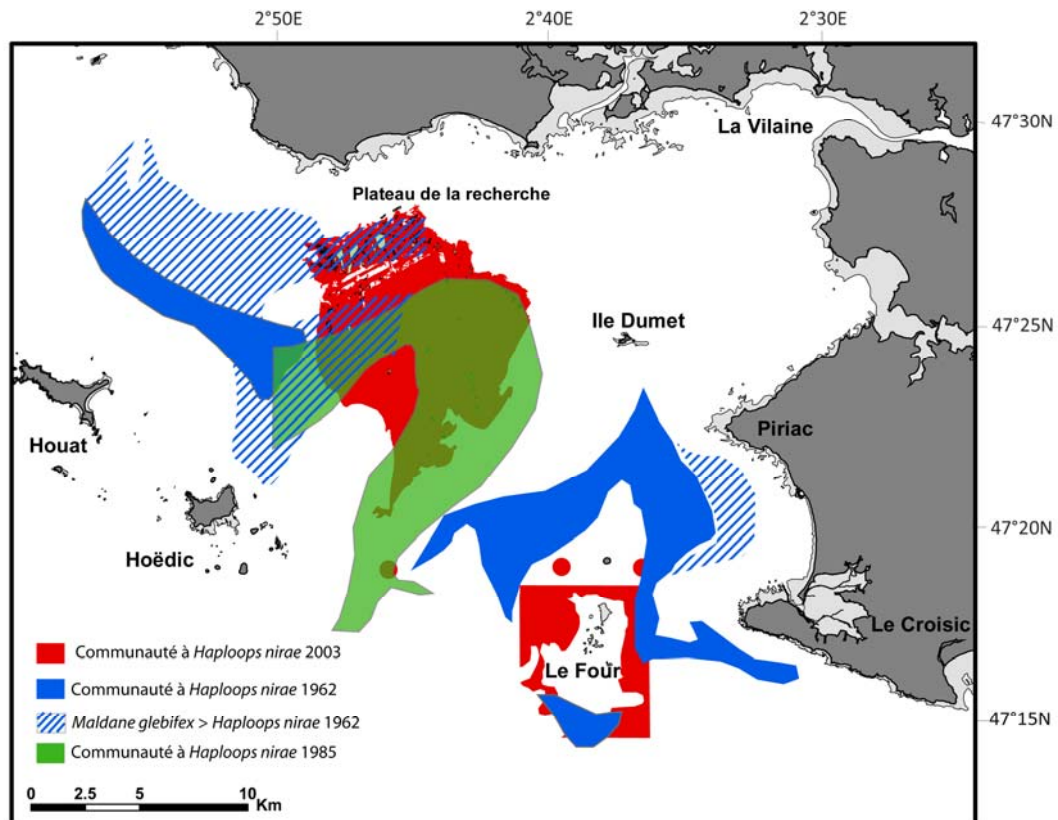 2°50E 2°40E 2°30E
La Vilaine
47°30N
Plateau de la recherche
Ile Dumet
47°25N
Houat
Piriac
47°20N
Hoëdic
Le Croisic
Le Four
47°15N
Communauté à Haploops nirae 2003
Communauté à Haploops nirae 1962
Maldane glebifex > Haploops nirae 1962
Communauté à Haploops nirae 1985
0 2.5 5 10
Km